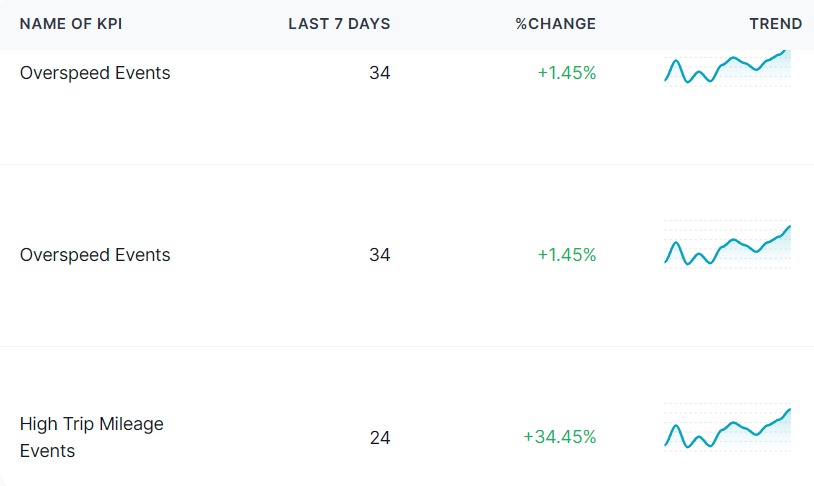 NAME OF KPI LAST 7 DAYS %CHANGE TREND
Overspeed Events 34 +1.45%
Overspeed Events 34 +1.45%
High Trip Mileage
Events 24 +34.45%